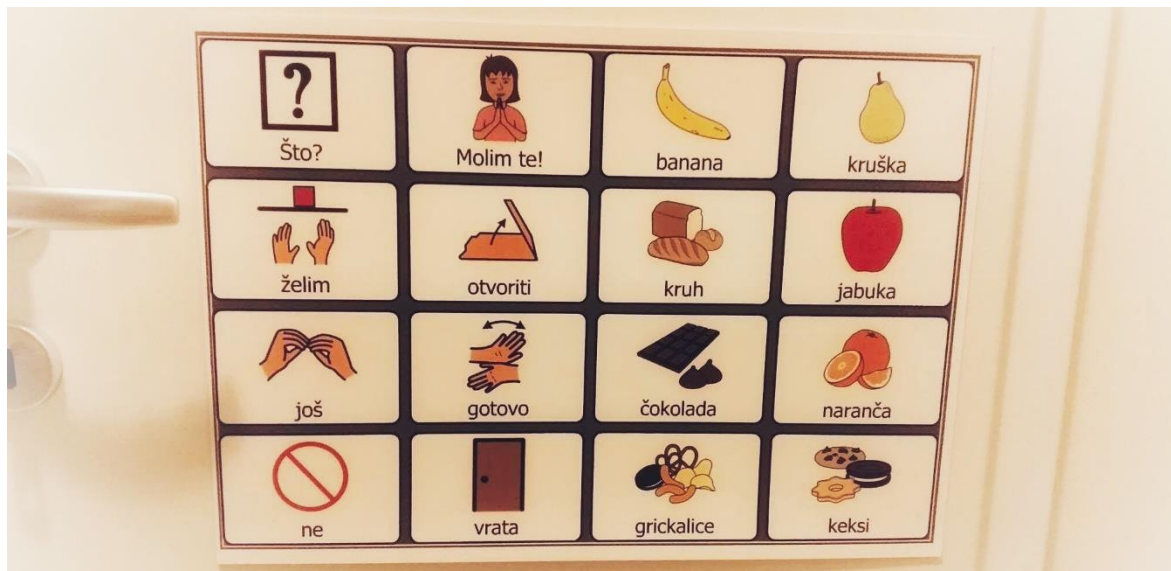 ?
Što?
Molim te!
banana
kruška
želim
otvoriti
kruh
jabuka
još
gotovo
čokolada
naranča
ne
vrata
grickalice
keksi